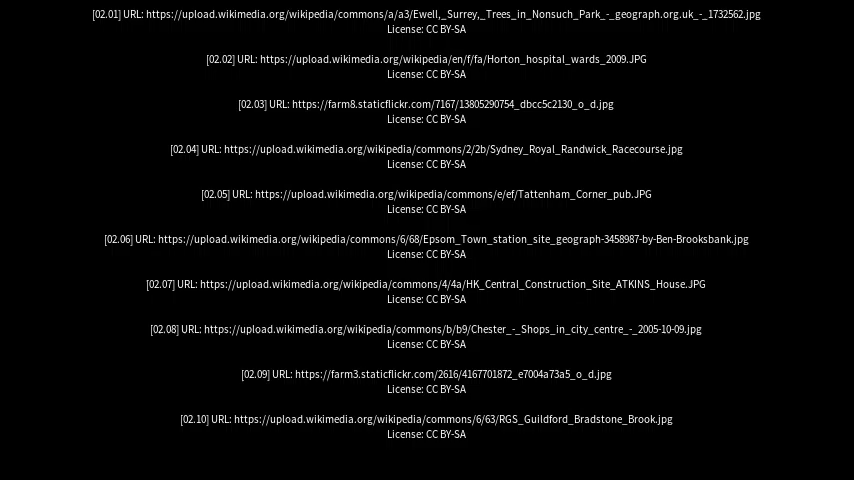 [02.01] URL: https://upload.wikimedia.org/wikipedia/commons/a/a3/Ewell,_Surrey,_Trees_in_Nonsuch_Park_-_geograph.org.uk_-_1732562.jpg
License: CC BY-SA
[02.02] URL: https://upload.wikimedia.org/wikipedia/en/f/fa/Horton_hospital_wards_2009.JPG
License: CC BY-SA
[02.03] URL: https://farm8.staticflickr.com/7167/13805290754_dbcc5c2130_o_d.jpg
License: CC BY-SA
[02.04] URL: https://upload.wikimedia.org/wikipedia/commons/2/2b/Sydney_Royal_Randwick_Racecourse.jpg
License: CC BY-SA
[02.05] URL: https://upload.wikimedia.org/wikipedia/commons/e/ef/Tattenham_Corner_pub.JPG
License: CC BY-SA
[02.06] URL: https://upload.wikimedia.org/wikipedia/commons/6/68/Epsom_Town_station_site_geograph-3458987-by-Ben-Brooksbank.jpg
License: CC BY-SA
[02.07] URL: https://upload.wikimedia.org/wikipedia/commons/4/4a/HK_Central_Construction_Site_ATKINS_House.JPG
License: CC BY-SA
[02.08] URL: https://upload.wikimedia.org/wikipedia/commons/b/b9/Chester_-_Shops_in_city_centre_-_2005-10-09.jpg
License: CC BY-SA
[02.09] URL: https://farm3.staticflickr.com/2616/4167701872_e7004a73a5_o_d.jpg
License: CC BY-SA
[02.10] URL: https://upload.wikimedia.org/wikipedia/commons/6/63/RGS_Guildford_Bradstone_Brook.jpg
License: CC BY-SA